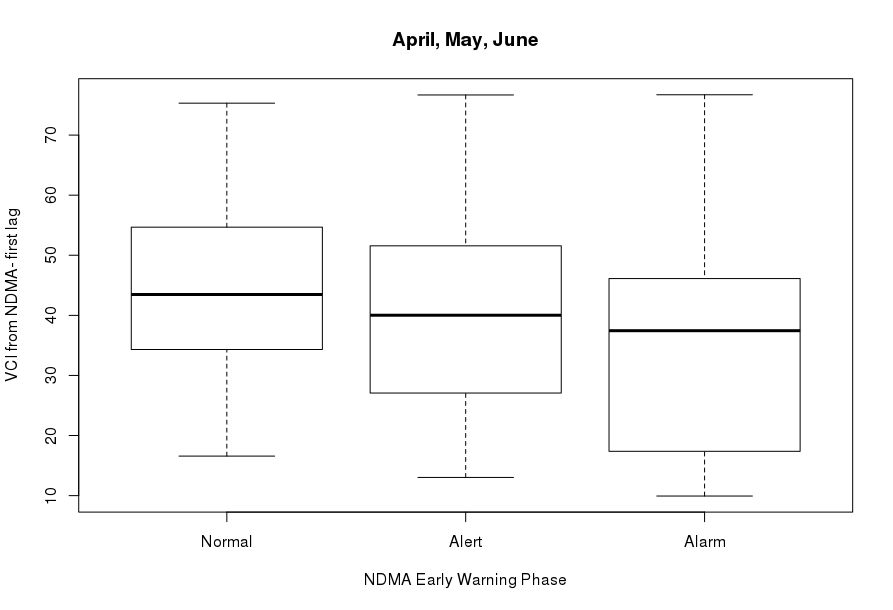 April, May, June
VCI from NDMA- first lag
70
60
50
40
30
20
10
Normal Alert Alarm
NDMA Early Warning Phase